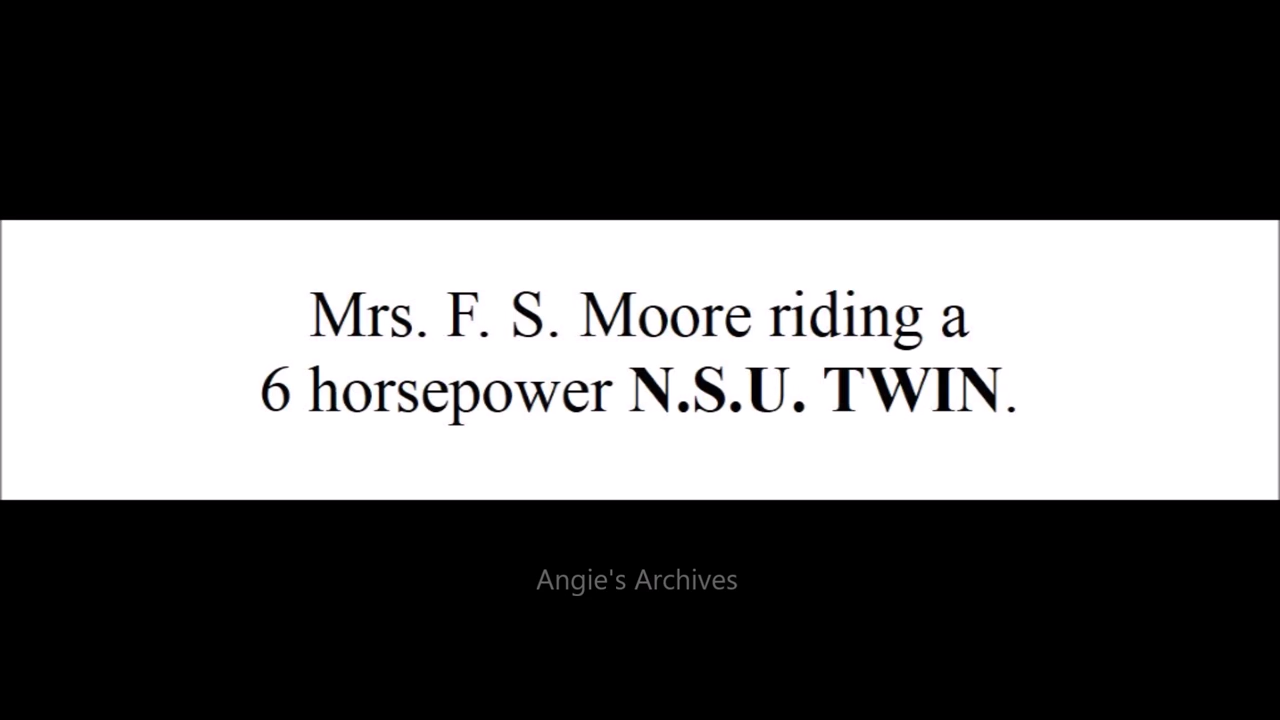 Mrs. F. S. Moore riding a
6 horsepower N.S.U. TWIN.
Angie's Archives